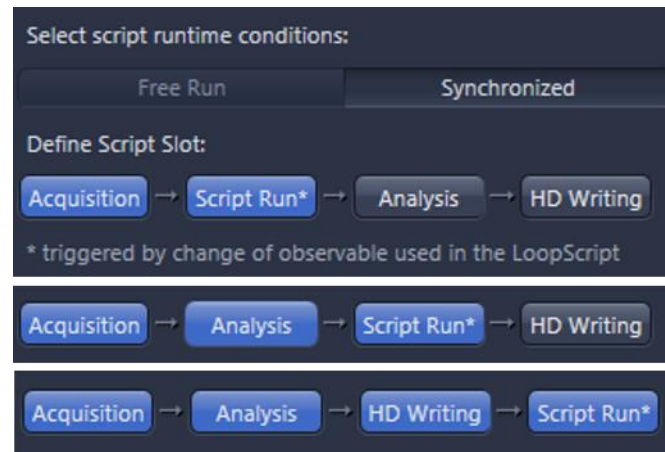 Select script runtime conditions:
Free Run Synchronized
Define Script Slot:
Acquisition → Script Run* → Analysis → HD Writing
* triggered by change of observable used in the LoopScript
Acquisition → Analysis → Script Run* → HD Writing
Acquisition → Analysis → HD Writing → Script Run*